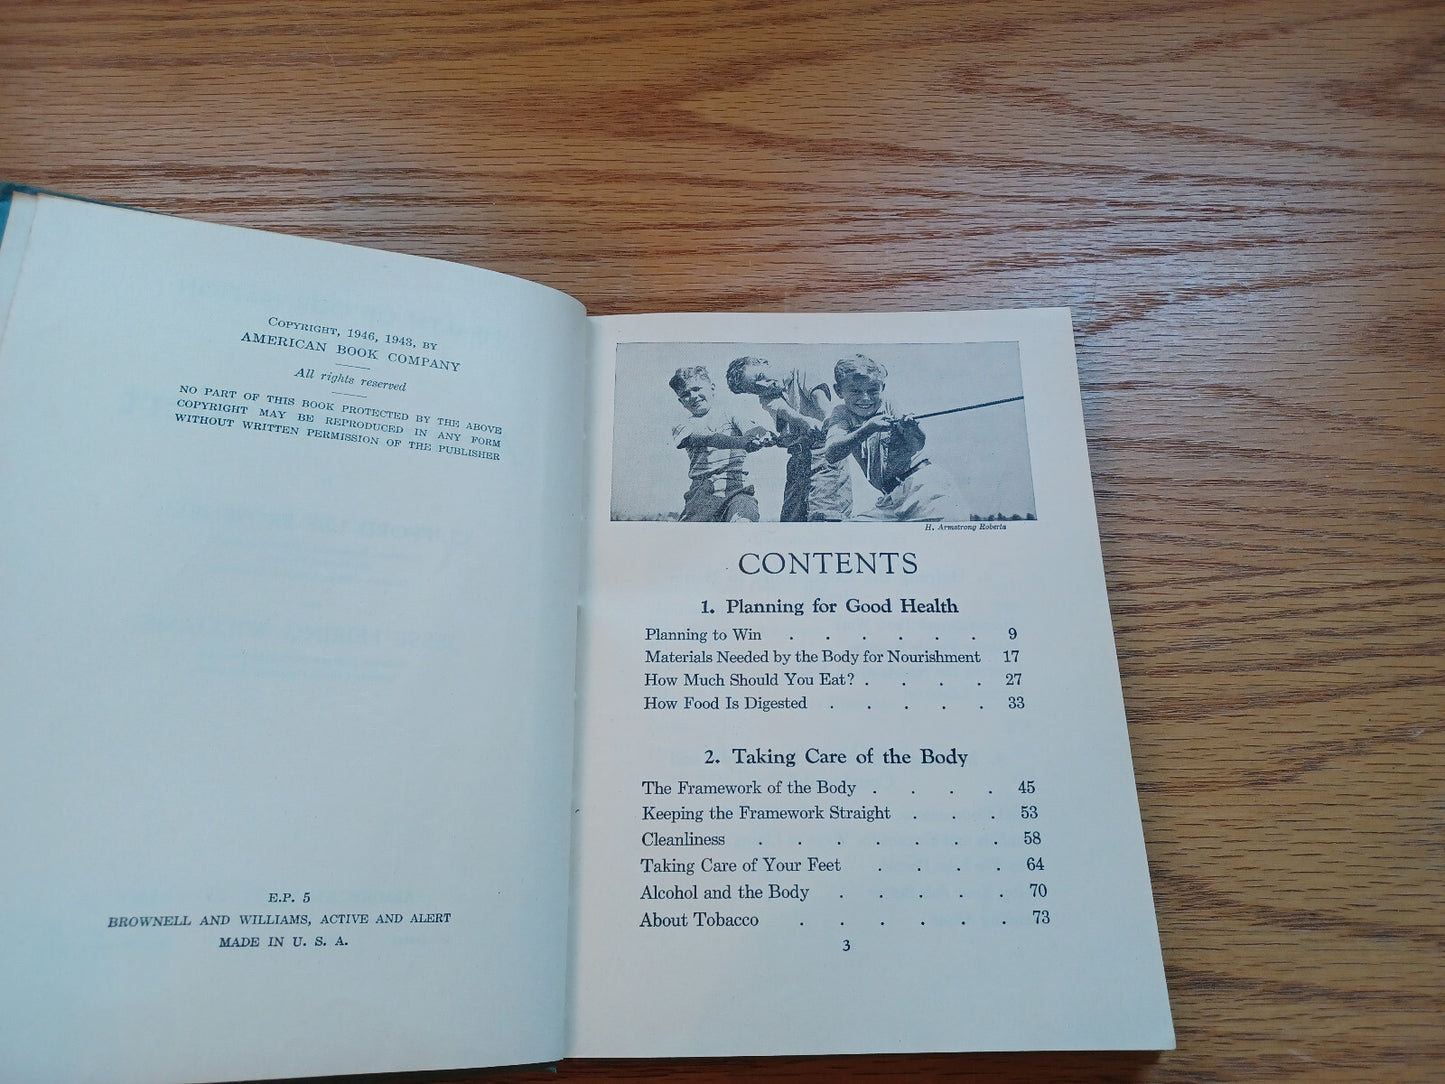 COPYRIGHT, 1946, 1943, BY
AMERICAN BOOK COMPANY
All rights reserved
NO PART OF THIS BOOK PROTECTED BY THE ABOVE
COPYRIGHT MAY BE REPRODUCED IN ANY FORM
WITHOUT WRITTEN PERMISSION OF THE PUBLISHER
E.P. 5
BROWNELL AND WILLIAMS, ACTIVE AND ALERT
MADE IN U. S. A.
H. Armstrong Roberts
CONTENTS
1. Planning for Good Health
Planning to Win . . . . . . 9
Materials Needed by the Body for Nourishment 17
How Much Should You Eat? . . . . 27
How Food Is Digested . . . . . 33
2. Taking Care of the Body
The Framework of the Body . . . . 45
Keeping the Framework Straight . . . 53
Cleanliness . . . . . . . 58
Taking Care of Your Feet . . . . 64
Alcohol and the Body . . . . . 70
About Tobacco . . . . . . 73
3